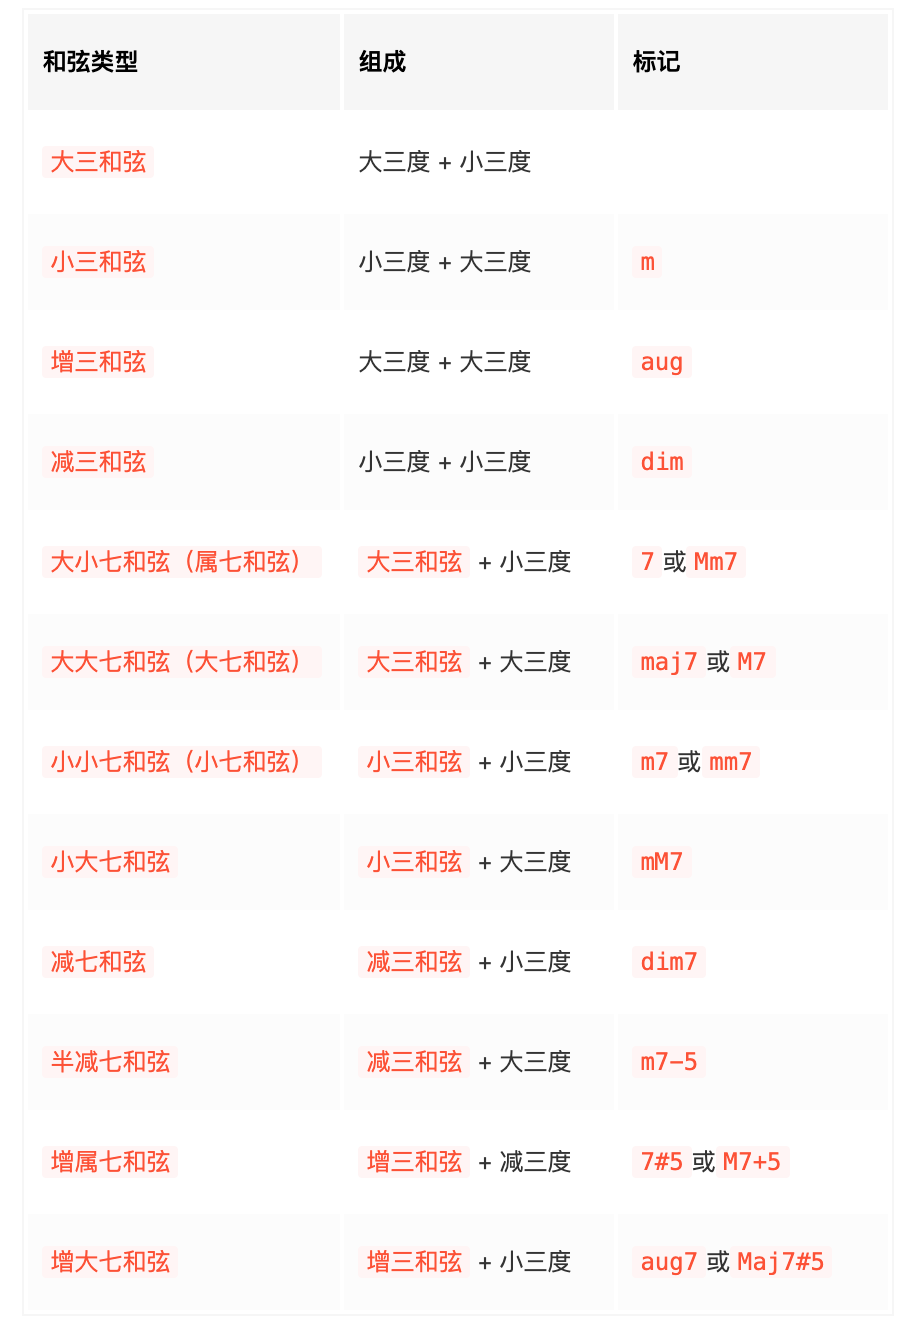 和弦类型 组成 标记
大三和弦 大三度 + 小三度
小三和弦 小三度 + 大三度 m
增三和弦 大三度 + 大三度 aug
减三和弦 小三度 + 小三度 dim
大小七和弦（属七和弦） 大三和弦 + 小三度 7 或 Mm7
大大七和弦（大七和弦） 大三和弦 + 大三度 maj7 或 M7
小小七和弦（小七和弦） 小三和弦 + 小三度 m7 或 mm7
小大七和弦 小三和弦 + 大三度 mM7
减七和弦 减三和弦 + 小三度 dim7
半减七和弦 减三和弦 + 大三度 m7-5
增属七和弦 增三和弦 + 减三度 7#5 或 M7+5
增大七和弦 增三和弦 + 小三度 aug7 或 Maj7#5